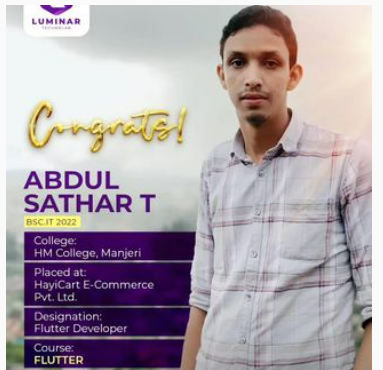 LUMINAR
TECHNOLAB
Congrats!
ABDUL
SATHAR T
BSC.IT 2022
College:
HM College, Manjeri
Placed at:
HayiCart E-Commerce
Pvt. Ltd.
Designation:
Flutter Developer
Course:
FLUTTER